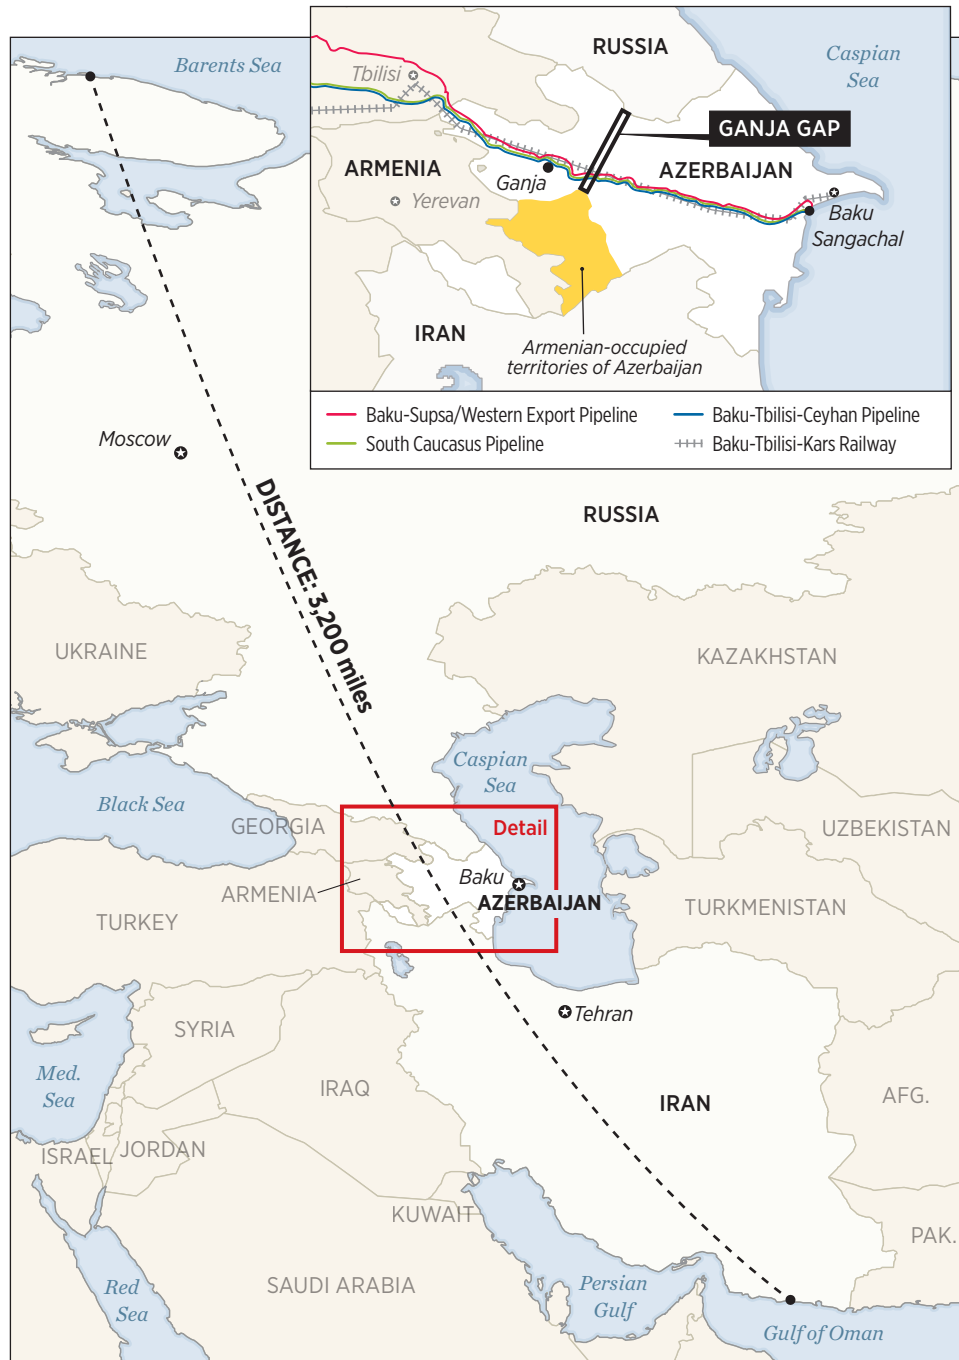 Barents Sea
RUSSIA
Caspian
Sea
Tbilisi
GANJA GAP
ARMENIA
AZERBAIJAN
Ganja
Yerevan
Baku
Sangachal
IRAN
Armenian-occupied
territories of Azerbaijan
Baku-Supsa/Western Export Pipeline
Baku-Tbilisi-Ceyhan Pipeline
South Caucasus Pipeline
Baku-Tbilisi-Kars Railway
Moscow
DISTANCE: 3,200 miles
RUSSIA
UKRAINE
KAZAKHSTAN
Caspian
Sea
Black Sea
GEORGIA
Detail
UZBEKISTAN
Baku
ARMENIA
AZERBAIJAN
TURKEY
TURKMENISTAN
Tehran
SYRIA
Med.
Sea
IRAQ
IRAN
AFG.
ISRAEL
JORDAN
KUWAIT
PAK.
Red
Sea
SAUDI ARABIA
Persian
Gulf
Gulf of Oman